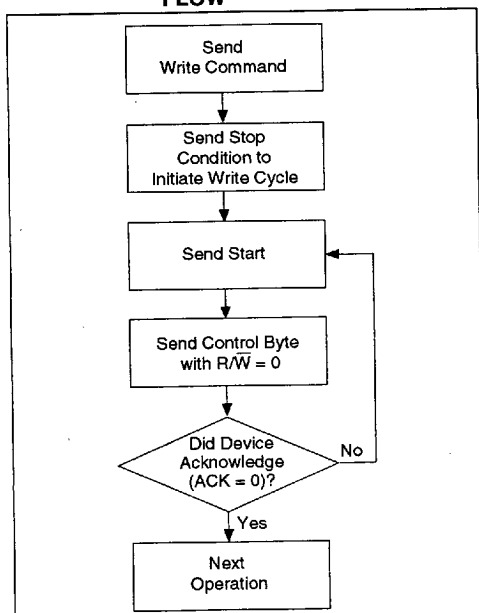 Send
Write Command
Send Stop
Condition to
Initiate Write Cycle
Send Start
Send Control Byte
with R/W̅ = 0
Did Device
Acknowledge
(ACK = 0)?
No
Yes
Next
Operation